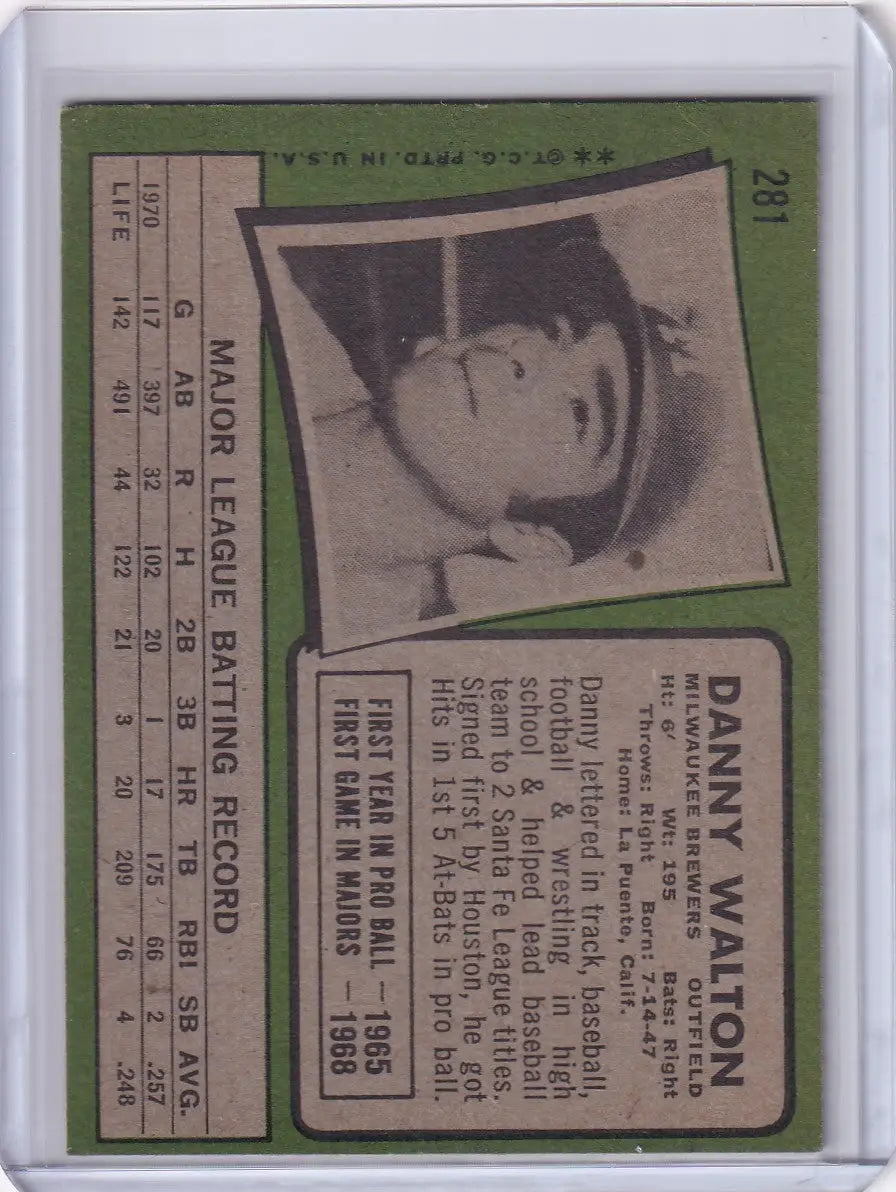 281
DANNY WALTON
MILWAUKEE BREWERS OUTFIELD
Ht: 6' Wt: 195 Bats: Right
Throws: Right Born: 7-14-47
Home: La Puente, Calif.
Danny lettered in track, baseball,
football & wrestling in high
school & helped lead baseball
team to 2 Santa Fe League titles.
Signed first by Houston, he got
Hits in 1st 5 At-Bats in pro ball.
FIRST YEAR IN PRO BALL — 1965
FIRST GAME IN MAJORS — 1968
MAJOR LEAGUE BATTING RECORD
G AB R H 2B 3B HR TB RBI SB AVG.
1970 117 397 32 102 20 1 17 175 66 2 .257
LIFE 142 491 44 122 21 3 20 209 76 4 .248
** ©T.C.G. PRTD. IN U.S.A.